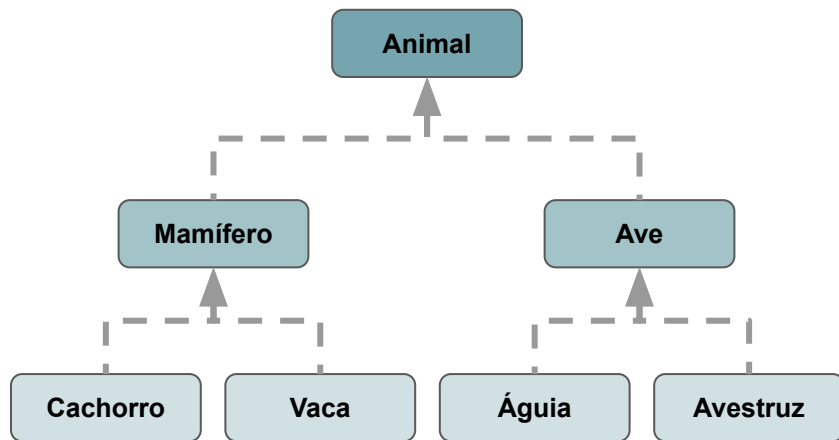 Animal
Mamífero
Ave
Cachorro
Vaca
Águia
Avestruz